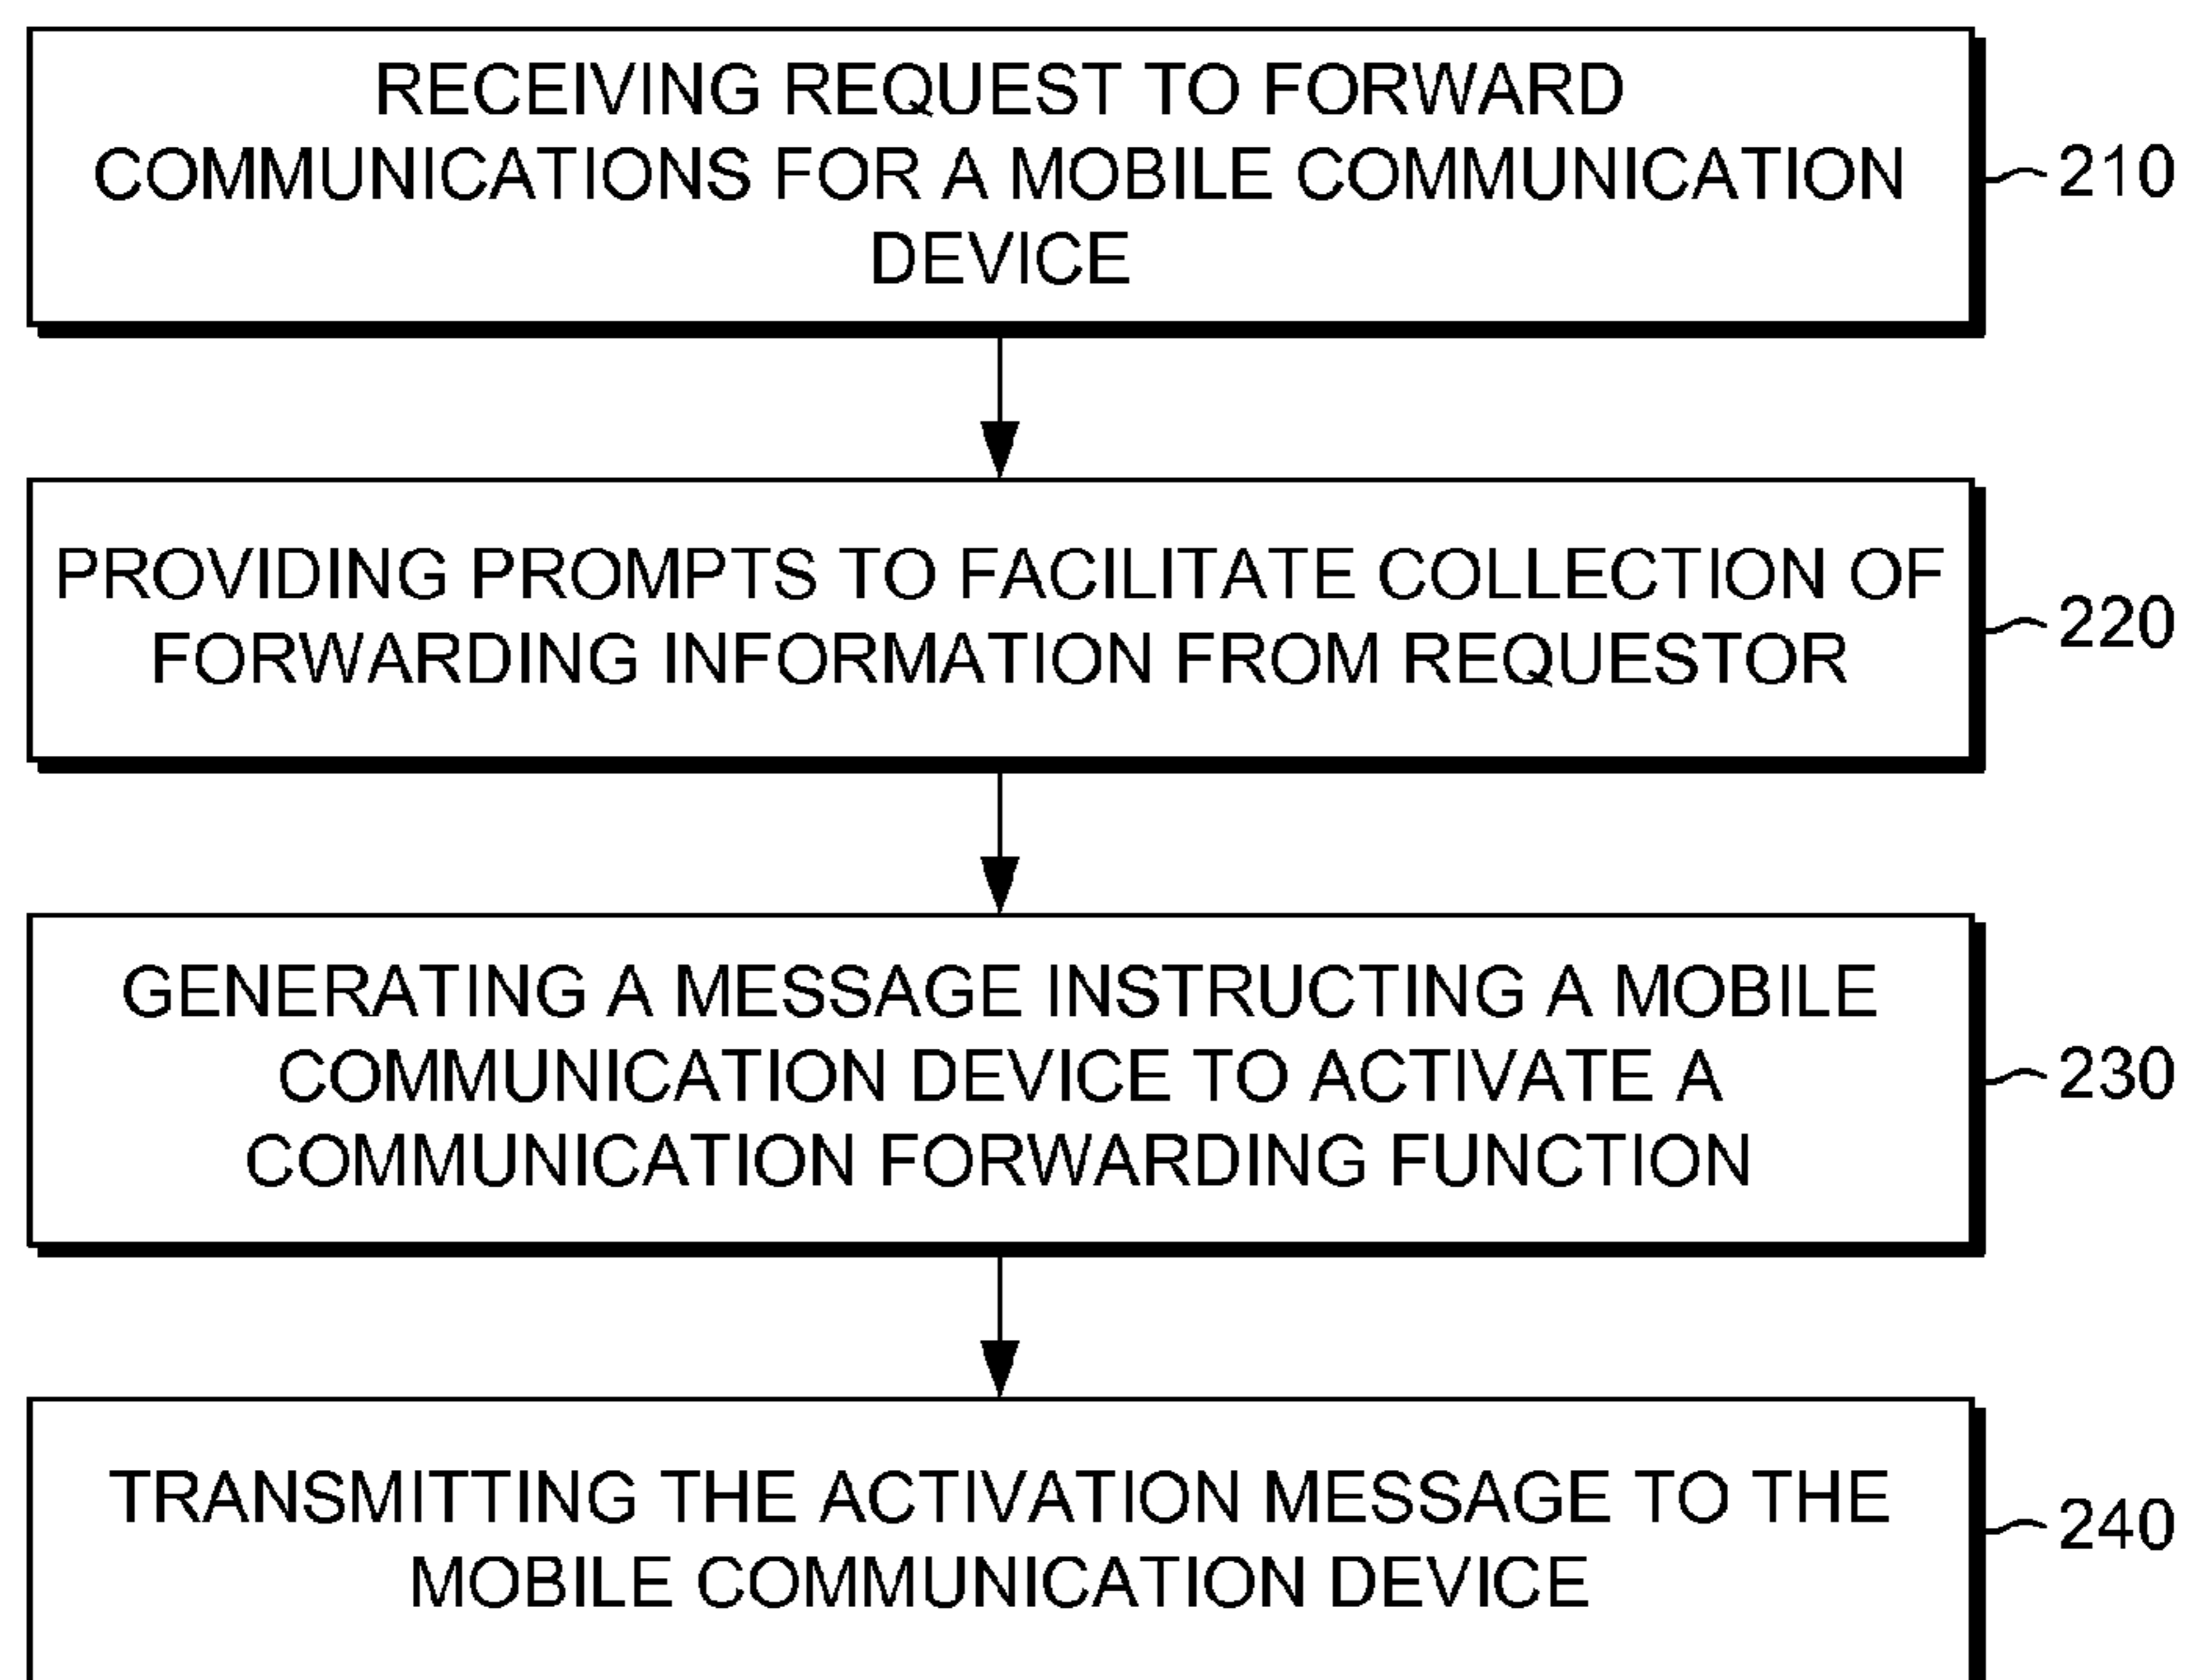 RECEIVING REQUEST TO FORWARD
COMMUNICATIONS FOR A MOBILE COMMUNICATION
DEVICE
210
PROVIDING PROMPTS TO FACILITATE COLLECTION OF
FORWARDING INFORMATION FROM REQUESTOR
220
GENERATING A MESSAGE INSTRUCTING A MOBILE
COMMUNICATION DEVICE TO ACTIVATE A
COMMUNICATION FORWARDING FUNCTION
230
TRANSMITTING THE ACTIVATION MESSAGE TO THE
MOBILE COMMUNICATION DEVICE
240